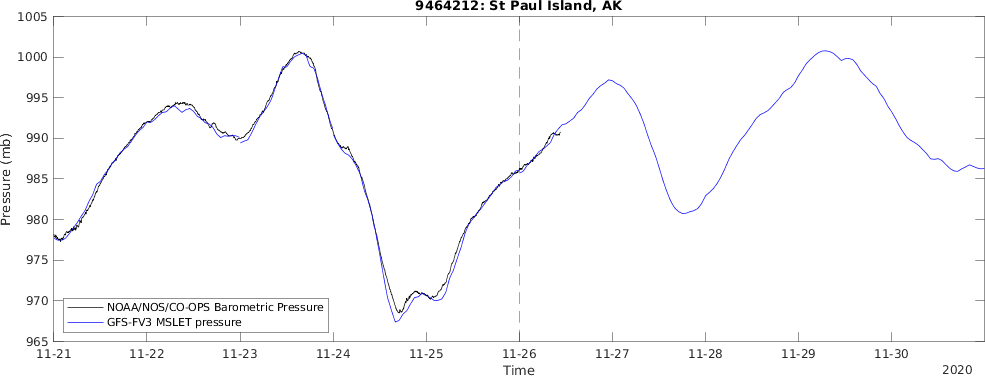 9464212: St Paul Island, AK
Pressure (mb)
1005
1000
995
990
985
980
975
970
965
NOAA/NOS/CO-OPS Barometric Pressure
GFS-FV3 MSLET pressure
11-21 11-22 11-23 11-24 11-25 11-26 11-27 11-28 11-29 11-30
Time
2020